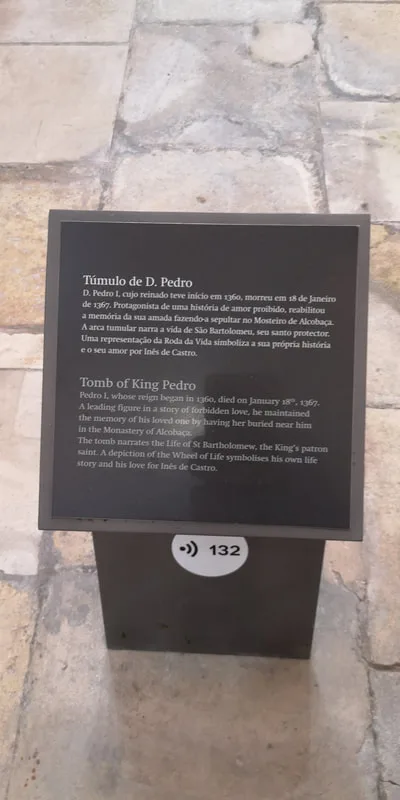 Túmulo de D. Pedro
D. Pedro I, cujo reinado teve início em 1360, morreu em 18 de Janeiro
de 1367. Protagonista de uma história de amor proibido, reabilitou
a memória da sua amada fazendo-a sepultar no Mosteiro de Alcobaça.
A arca tumular narra a vida de São Bartolomeu, seu santo protector.
Uma representação da Roda da Vida simboliza a sua própria história
e o seu amor por Inês de Castro.
Tomb of King Pedro
Pedro I, whose reign began in 1360, died on January 18th, 1367.
A leading figure in a story of forbidden love, he maintained
the memory of his loved one by having her buried near him
in the Monastery of Alcobaça.
The tomb narrates the Life of St Bartholomew, the King's patron
saint. A depiction of the Wheel of Life symbolises his own life
story and his love for Inês de Castro.
132